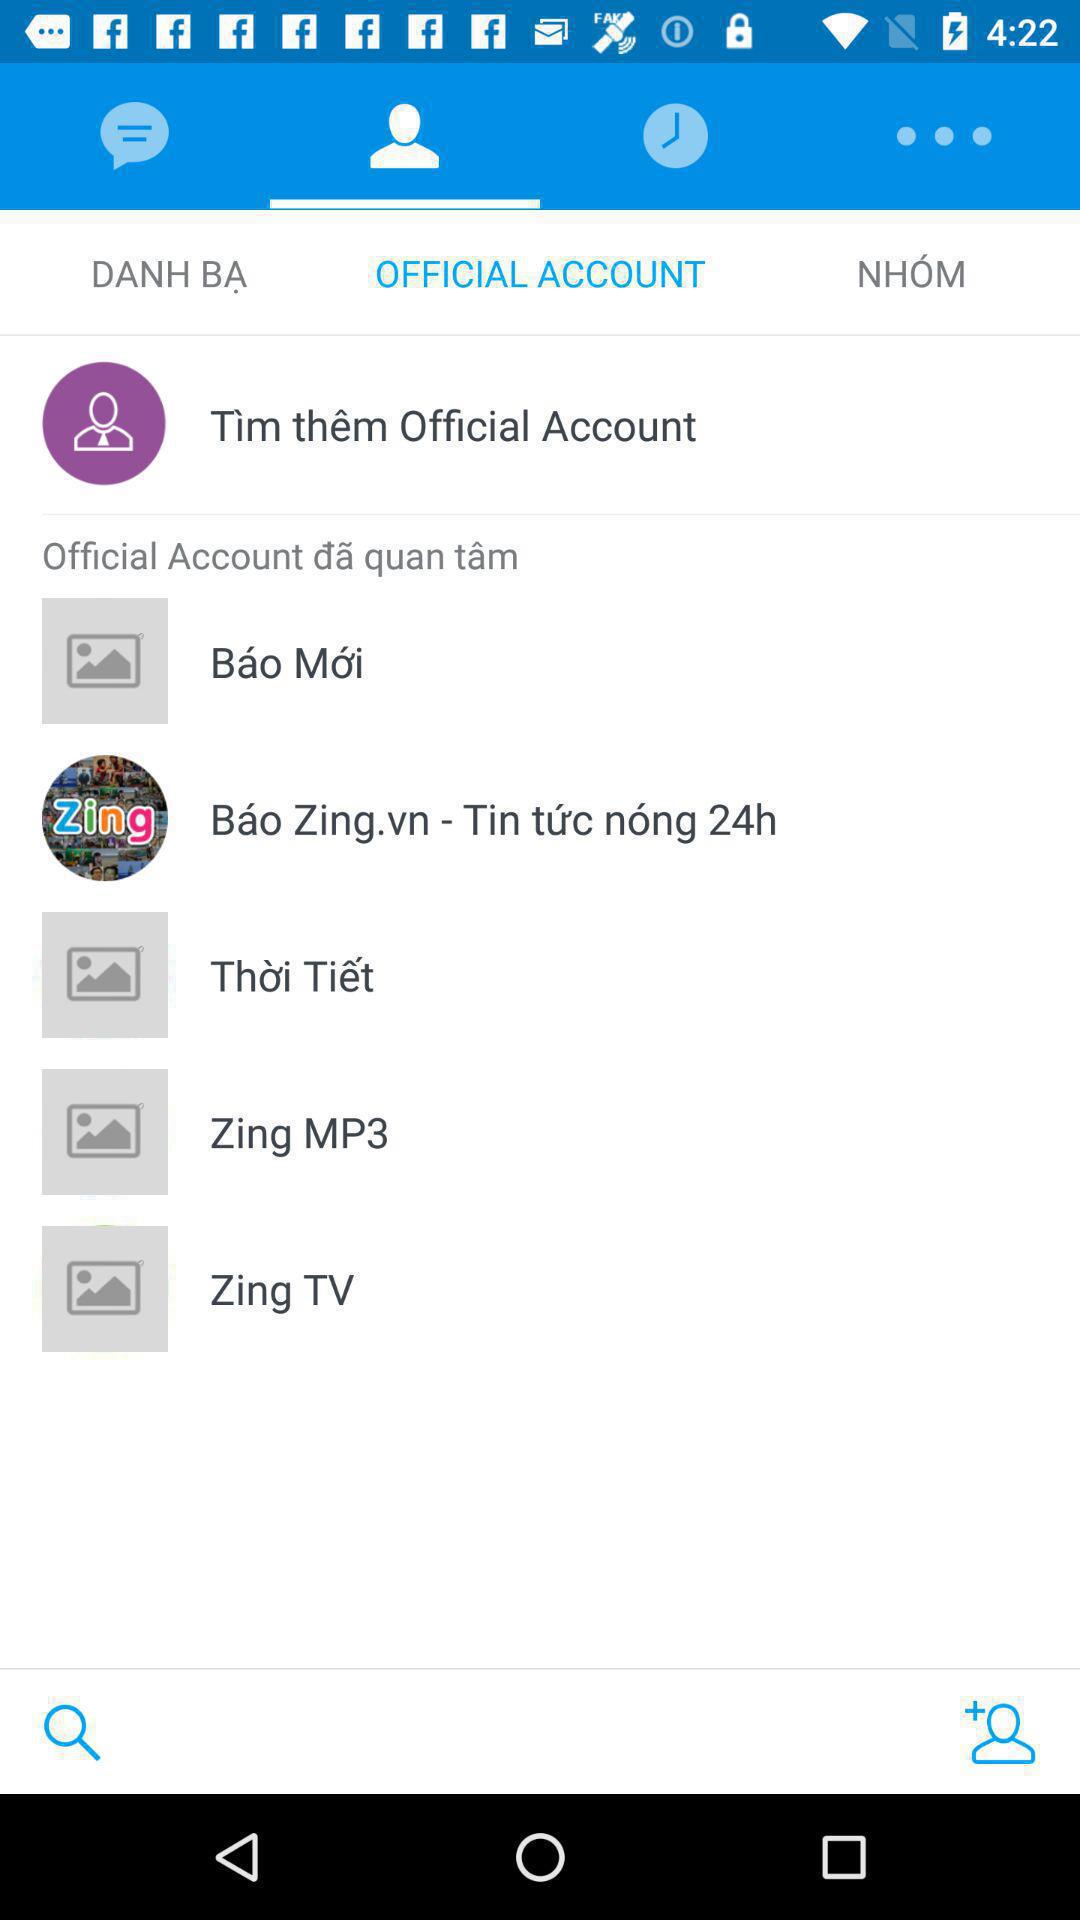 FAKE
4:22
DANH BẠ OFFICIAL ACCOUNT NHÓM
Tìm thêm Official Account
Official Account đã quan tâm
Báo Mới
Zing
Báo Zing.vn - Tin tức nóng 24h
Thời Tiết
Zing MP3
Zing TV